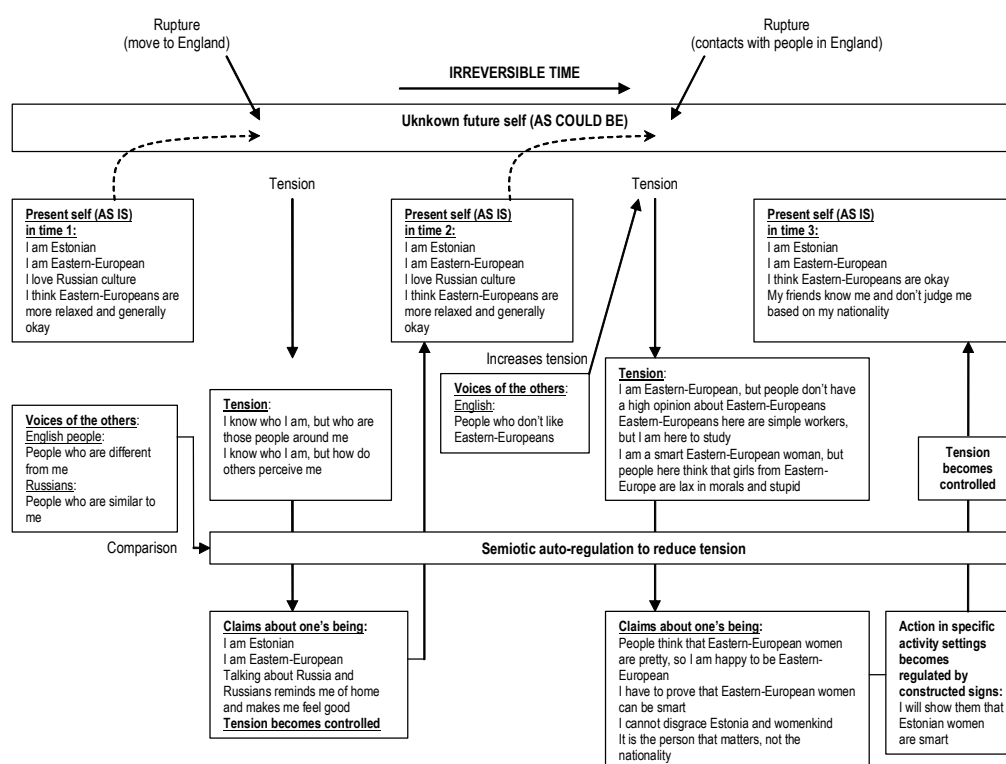 Rupture
(move to England)
Rupture
(contacts with people in England)
IRREVERSIBLE TIME
Uknkown future self (AS COULD BE)
Tension
Tension
Present self (AS IS)
in time 1:
I am Estonian
I am Eastern-European
I love Russian culture
I think Eastern-Europeans are
more relaxed and generally
okay
Present self (AS IS)
in time 2:
I am Estonian
I am Eastern-European
I love Russian culture
I think Eastern-Europeans are
more relaxed and generally
okay
Present self (AS IS)
in time 3:
I am Estonian
I am Eastern-European
I think Eastern-Europeans are okay
My friends know me and don't judge me
based on my nationality
Increases tension
Voices of the others:
English people:
People who are different
from me
Russians:
People who are similar to
me
Tension:
I know who I am, but who are
those people around me
I know who I am, but how do
others perceive me
Voices of the others:
English:
People who don't like
Eastern-Europeans
Tension:
I am Eastern-European, but people don't have
a high opinion about Eastern-Europeans
Eastern-Europeans here are simple workers,
but I am here to study
I am a smart Eastern-European woman, but
people here think that girls from Eastern-
Europe are lax in morals and stupid
Tension
becomes
controlled
Comparison
Semiotic auto-regulation to reduce tension
Claims about one's being:
I am Estonian
I am Eastern-European
Talking about Russia and
Russians reminds me of home
and makes me feel good
Tension becomes controlled
Claims about one's being:
People think that Eastern-European women
are pretty, so I am happy to be Eastern-
European
I have to prove that Eastern-European women
can be smart
I cannot disgrace Estonia and womenkind
It is the person that matters, not the
nationality
Action in specific
activity settings
becomes
regulated by
constructed signs:
I will show them that
Estonian women
are smart